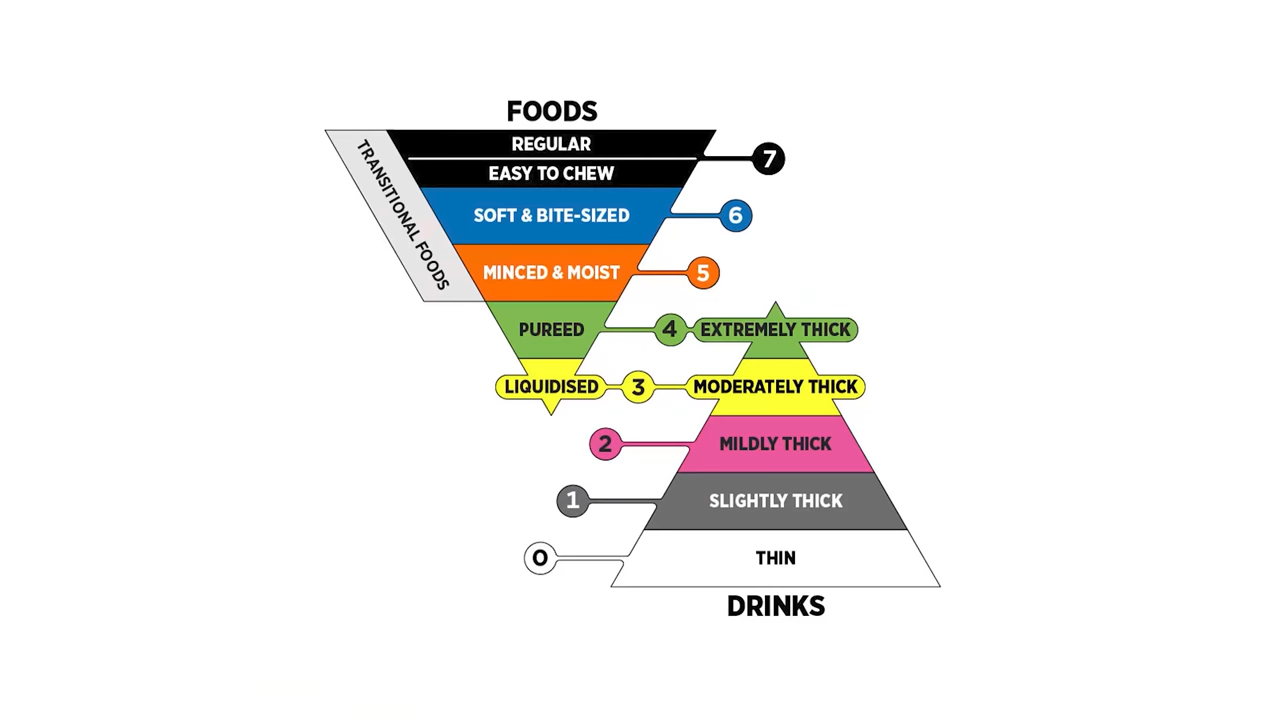 FOODS
REGULAR
7
EASY TO CHEW
TRANSITIONAL FOODS
SOFT & BITE-SIZED
6
MINCED & MOIST
5
PUREED
4
EXTREMELY THICK
LIQUIDISED
3
MODERATELY THICK
2
MILDLY THICK
1
SLIGHTLY THICK
0
THIN
DRINKS